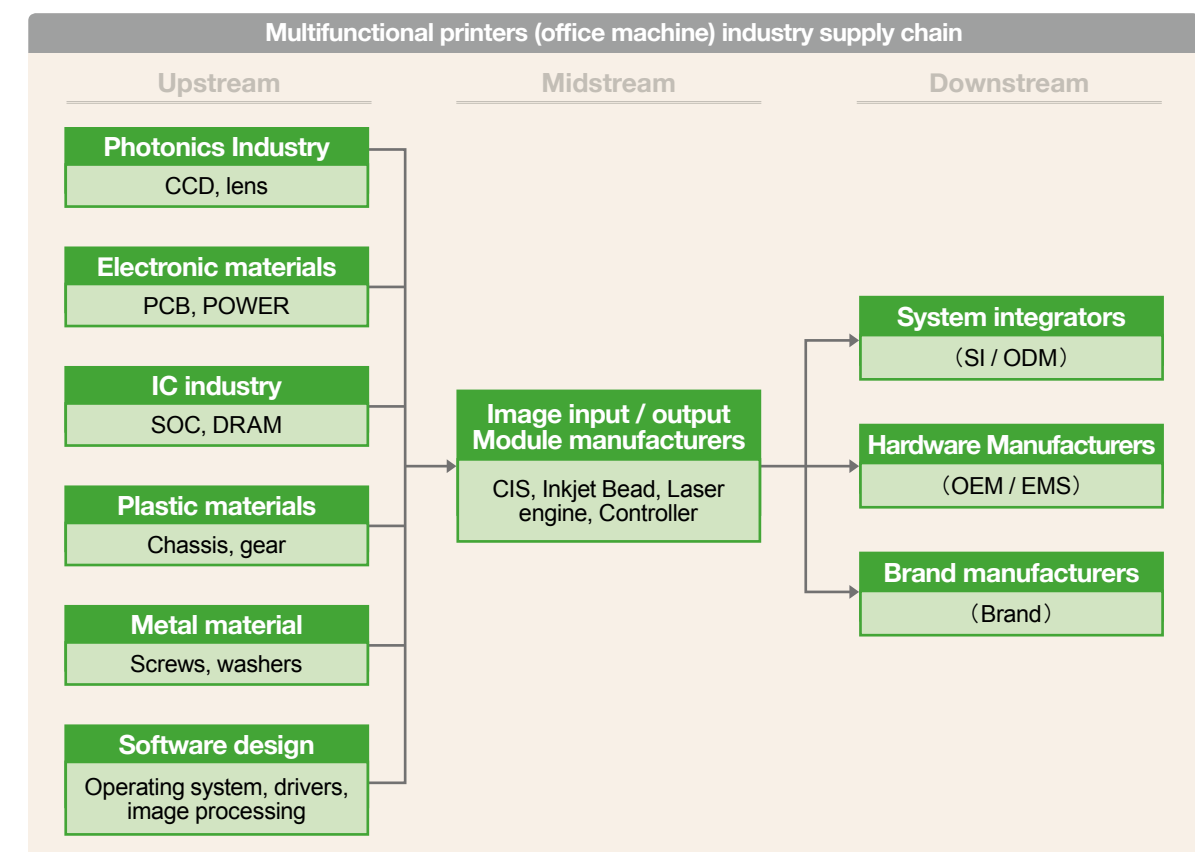 Multifunctional printers (office machine) industry supply chain
Upstream
Midstream
Downstream
Photonics Industry
CCD, lens
Electronic materials
PCB, POWER
IC industry
SOC, DRAM
Plastic materials
Chassis, gear
Metal material
Screws, washers
Software design
Operating system, drivers,
image processing
Image input / output
Module manufacturers
CIS, Inkjet Bead, Laser
engine, Controller
System integrators
（SI / ODM）
Hardware Manufacturers
（OEM / EMS）
Brand manufacturers
（Brand）